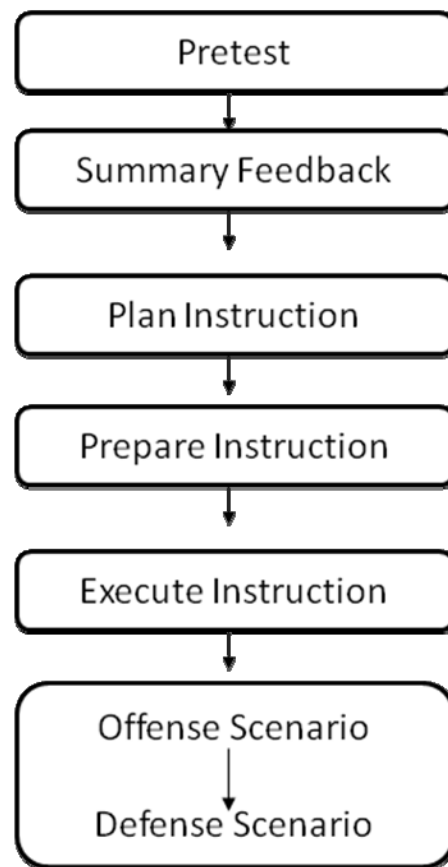 Pretest
Summary Feedback
Plan Instruction
Prepare Instruction
Execute Instruction
Offense Scenario
Defense Scenario